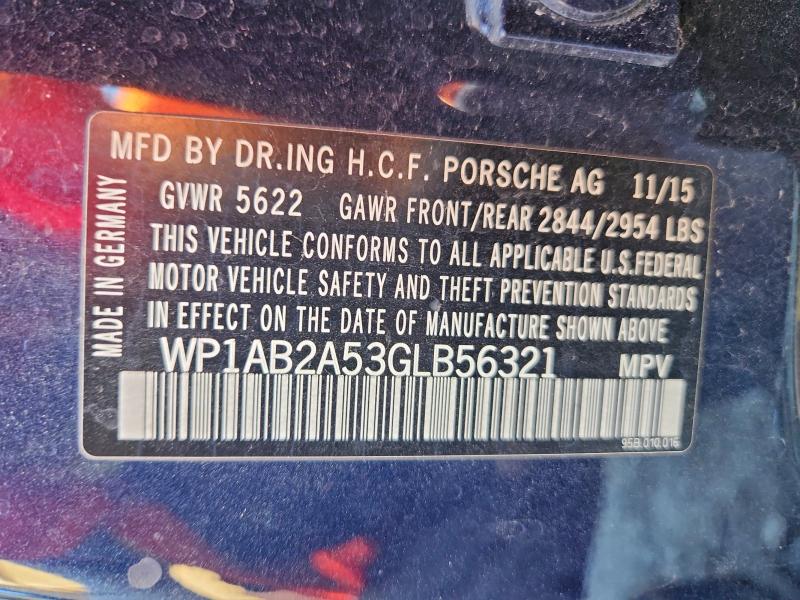 MFD BY DR.ING H.C.F. PORSCHE AG 11/15
GVWR 5622 GAWR FRONT/REAR 2844/2954 LBS
THIS VEHICLE CONFORMS TO ALL APPLICABLE U.S.FEDERAL
MOTOR VEHICLE SAFETY AND THEFT PREVENTION STANDARDS
IN EFFECT ON THE DATE OF MANUFACTURE SHOWN ABOVE
WP1AB2A53GLB56321 MPV
95B.010.016
MADE IN GERMANY